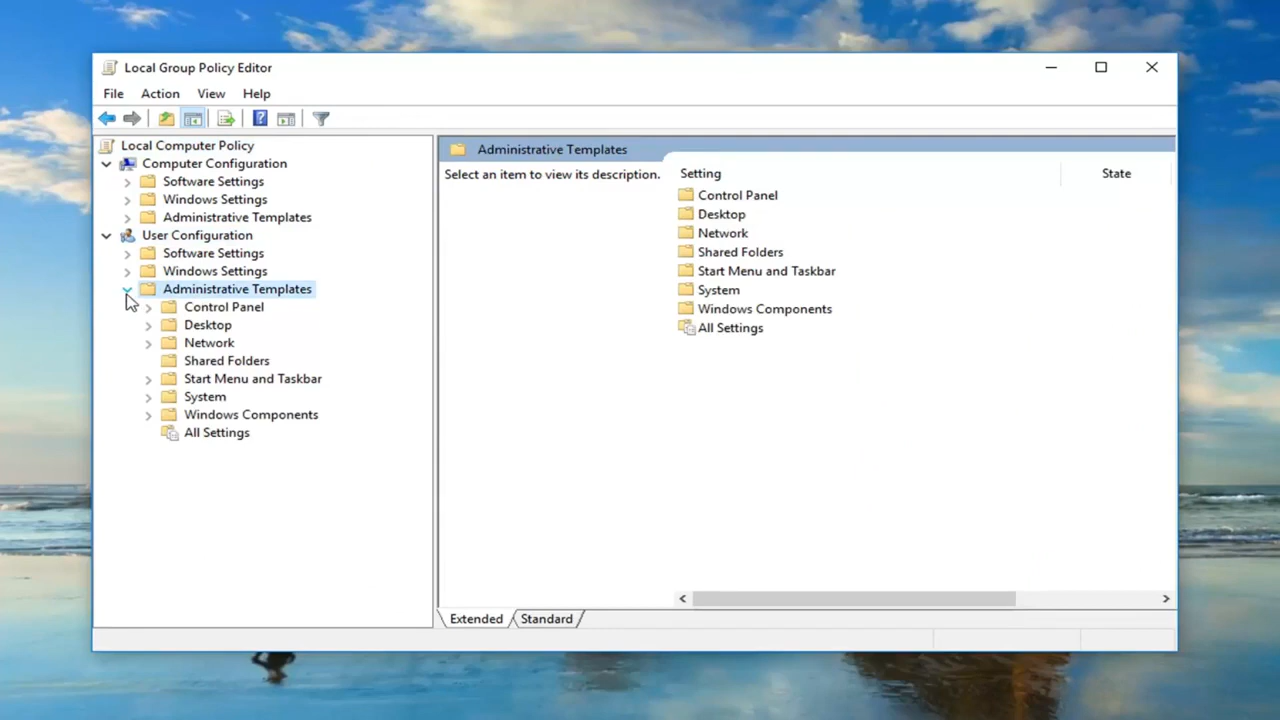 Local Group Policy Editor
File Action View Help
Local Computer Policy
Computer Configuration
Software Settings
Windows Settings
Administrative Templates
User Configuration
Software Settings
Windows Settings
Administrative Templates
Control Panel
Desktop
Network
Shared Folders
Start Menu and Taskbar
System
Windows Components
All Settings
Administrative Templates
Select an item to view its description.
Setting State
Control Panel
Desktop
Network
Shared Folders
Start Menu and Taskbar
System
Windows Components
All Settings
Extended Standard